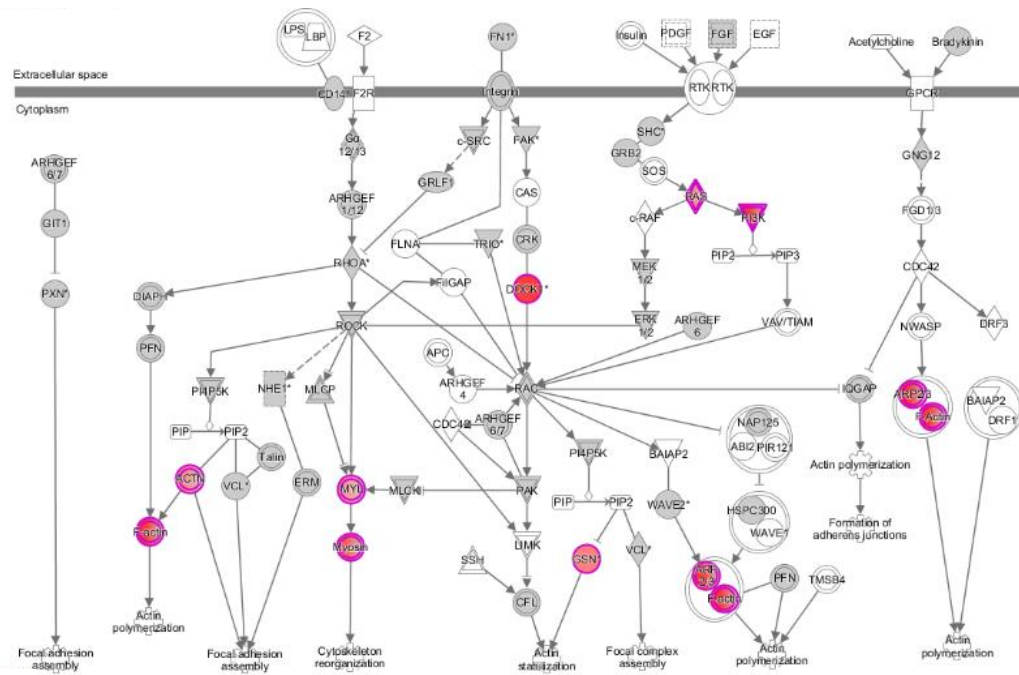 LPS
LBP
F2
FN1*
Insulin
PDGF
FGF
EGF
Acetylcholine
Bradykinin
Extracellular space
Cytoplasm
CD14*
F2R
Integrin
RTK
RTK
GPCR
Gα
12/13
c-SRC
FAK*
SHC*
GRB2
SOS
GNG12
ARHGEF
6/7
GRLF1
CAS
RAS
PI3K
ARHGEF
1/12
FGD1/3
GIT1
FLNA
TRIO*
CRK
c-RAF
PIP2
PIP3
RHOA*
MEK
1/2
CDC42
PXN*
DIAPH
FilGAP
DOCK1*
ROCK
ERK
1/2
ARHGEF
6
VAV/TIAM
NWASP
DRF3
PFN
APC
PI4P5K
NHE1*
MLCP
ARHGEF
4
RAC
IQGAP
ARP2/3
F-Actin
BAIAP2
DRF1
CDC42
ARHGEF
6/7
NAP125
ABI2
PIR121
PIP
PIP2
Talin
PI4P5K
BAIAP2
Actin polymerization
ACTN
VCL*
ERM
MYL
MLCK
PAK
PIP
PIP2
WAVE2*
HSPC300
WAVE1
F-actin
Myosin
LIMK
Formation of
adherens junctions
SSH
GSN*
VCL*
ARP
2/3
F-actin
PFN
TMSB4
CFL
Actin
polymerization
Focal adhesion
assembly
Focal adhesion
assembly
Cytoskeleton
reorganization
Actin
stabilization
Focal complex
assembly
Actin
polymerization
Actin
polymerization